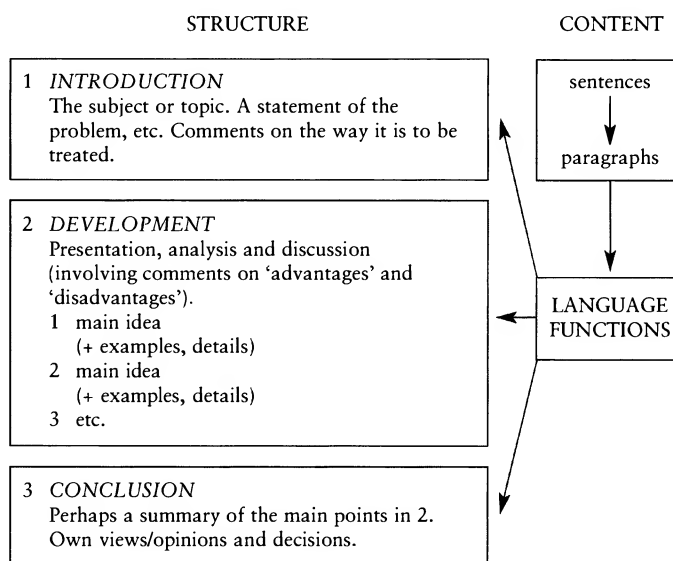 STRUCTURE
CONTENT
1 INTRODUCTION
The subject or topic. A statement of the
problem, etc. Comments on the way it is to be
treated.
sentences
paragraphs
2 DEVELOPMENT
Presentation, analysis and discussion
(involving comments on ‘advantages’ and
‘disadvantages’).
1 main idea
(+ examples, details)
2 main idea
(+ examples, details)
3 etc.
LANGUAGE
FUNCTIONS
3 CONCLUSION
Perhaps a summary of the main points in 2.
Own views/opinions and decisions.